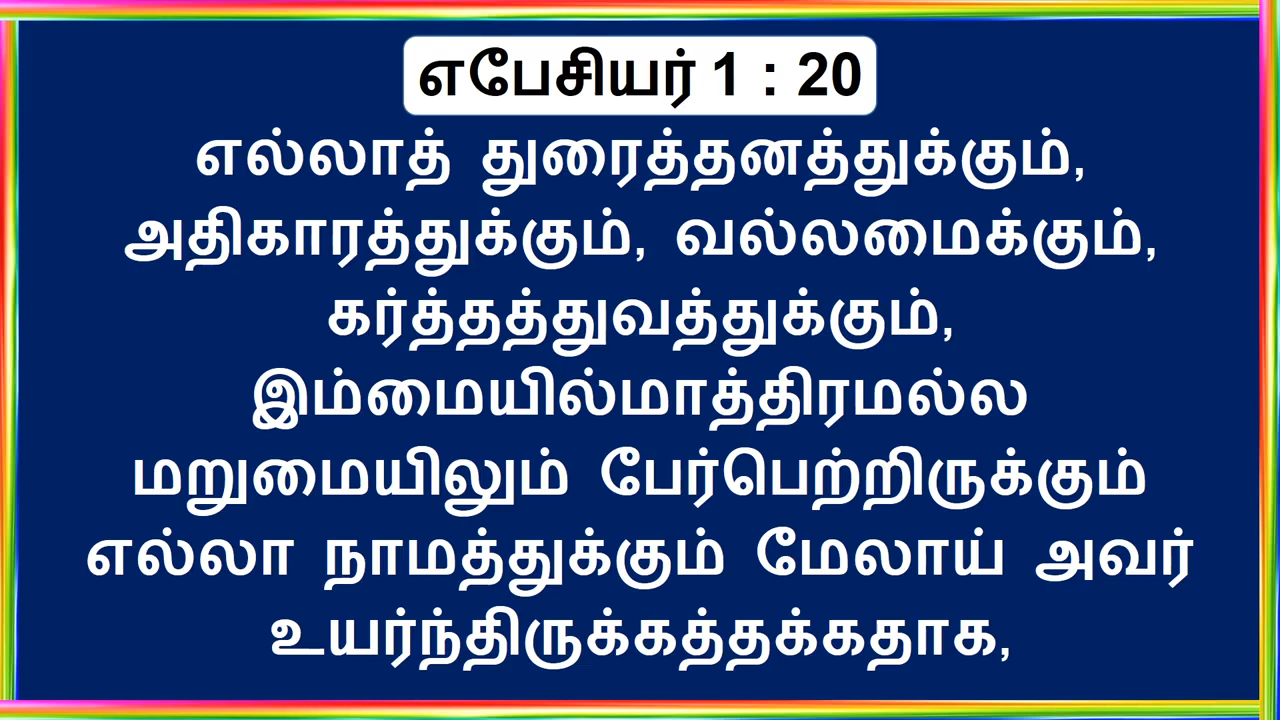 எபேசியர் 1 : 20
எல்லாத் துரைத்தனத்துக்கும்,
அதிகாரத்துக்கும், வல்லமைக்கும்,
கர்த்தத்துவத்துக்கும்,
இம்மையில்மாத்திரமல்ல
மறுமையிலும் பேர்பெற்றிருக்கும்
எல்லா நாமத்துக்கும் மேலாய் அவர்
உயர்ந்திருக்கத்தக்கதாக,